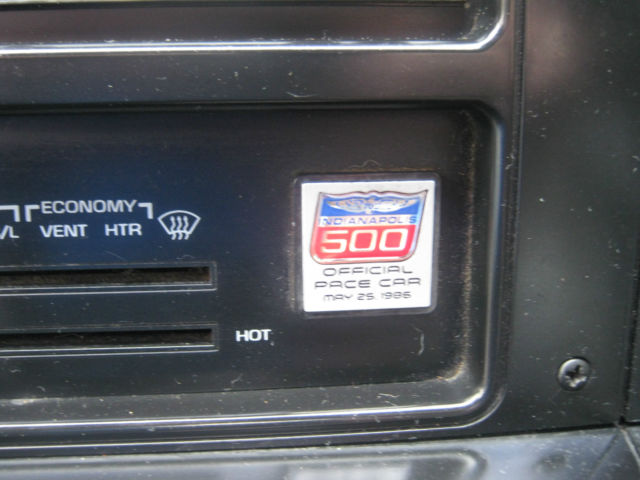 ECONOMY
VENT HTR
HOT
INDIANAPOLIS
500
OFFICIAL
PACE CAR
MAY 25, 1986